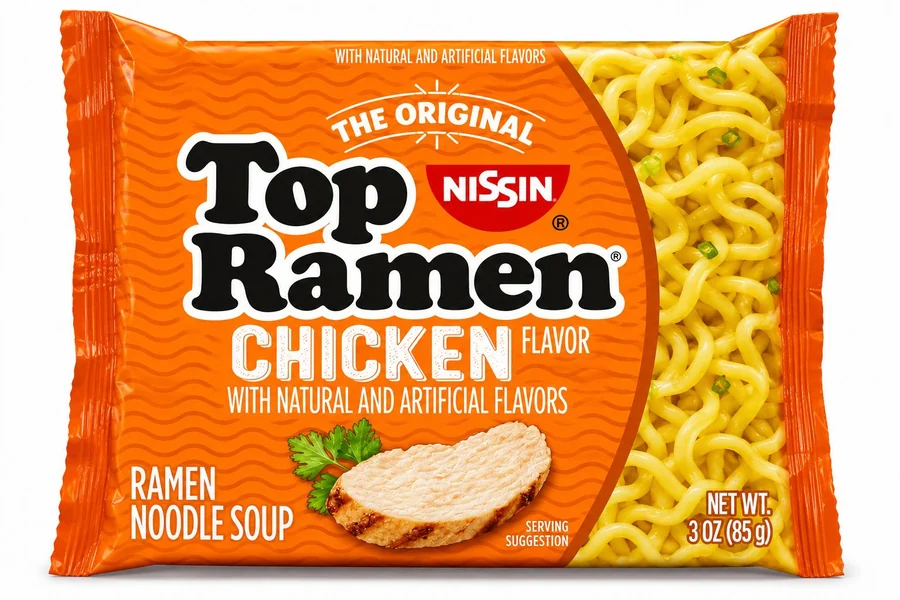 WITH NATURAL AND ARTIFICIAL FLAVORS
THE ORIGINAL
Top
NISSIN®
Ramen®
CHICKEN FLAVOR
WITH NATURAL AND ARTIFICIAL FLAVORS
RAMEN
NOODLE SOUP
SERVING
SUGGESTION
NET WT.
3 OZ (85 g)